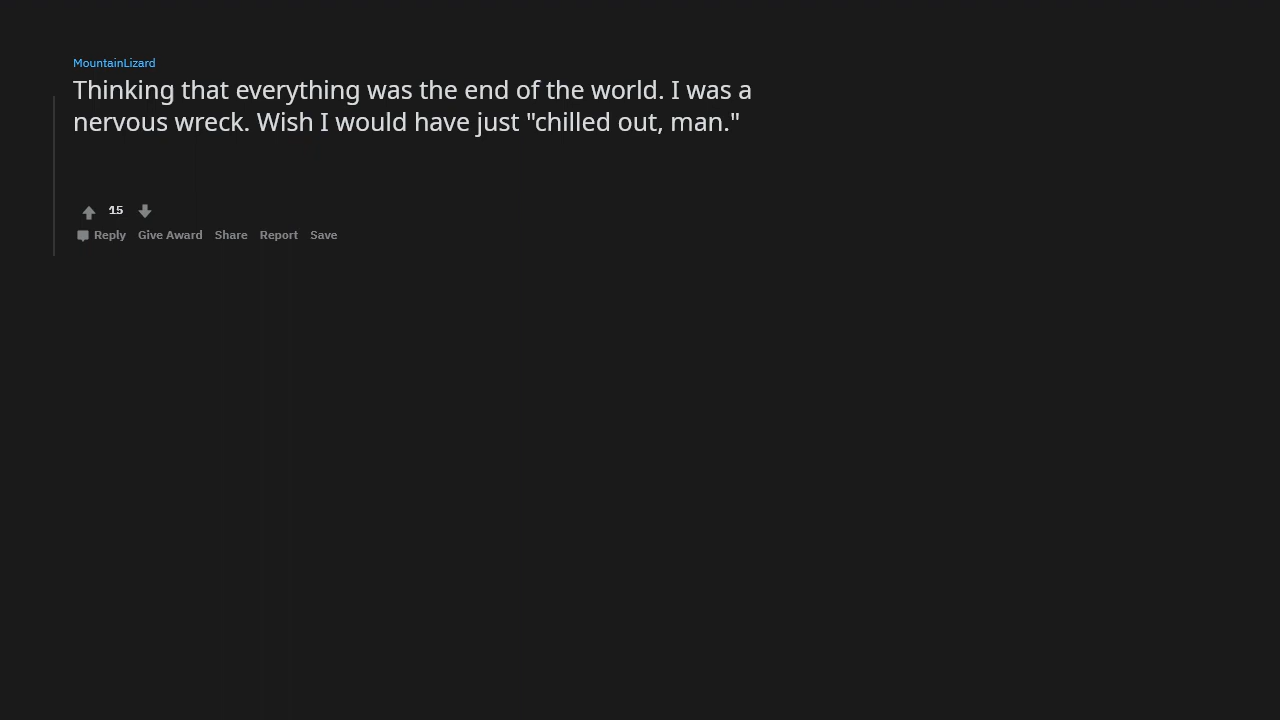 MountainLizard
Thinking that everything was the end of the world. I was a
nervous wreck. Wish I would have just "chilled out, man."
15
Reply Give Award Share Report Save